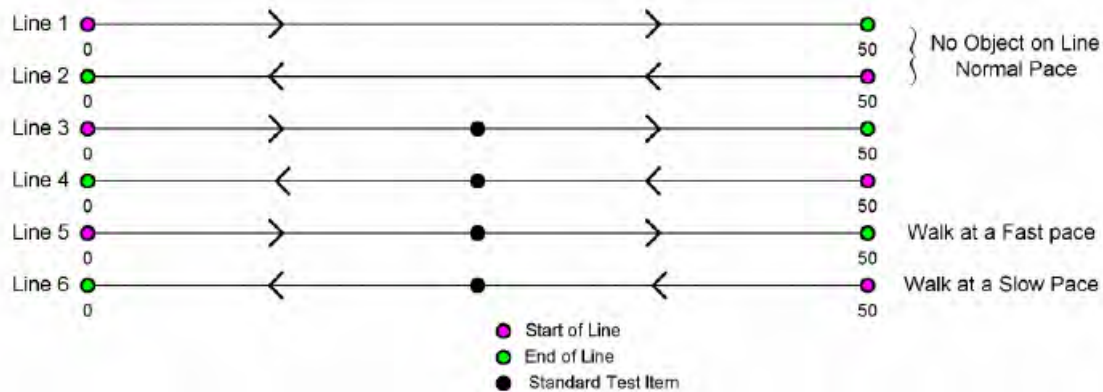 Line 1
0
50
No Object on Line
Normal Pace
Line 2
0
50
Line 3
0
50
Line 4
0
50
Line 5
Walk at a Fast pace
0
50
Line 6
Walk at a Slow Pace
0
50
Start of Line
End of Line
Standard Test Item